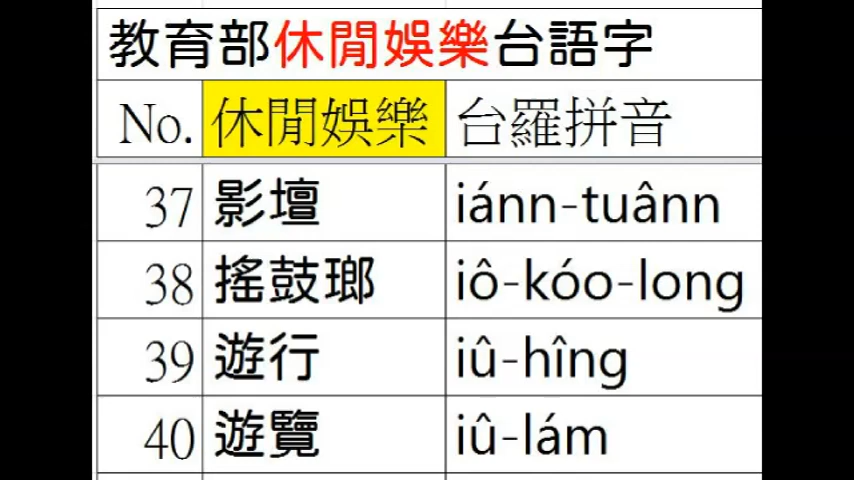 教育部休閒娛樂台語字
No. 休閒娛樂 台羅拼音
37 影壇 iánn-tuânn
38 搖鼓瑯 iô-kóo-long
39 遊行 iû-hîng
40 遊覽 iû-lám